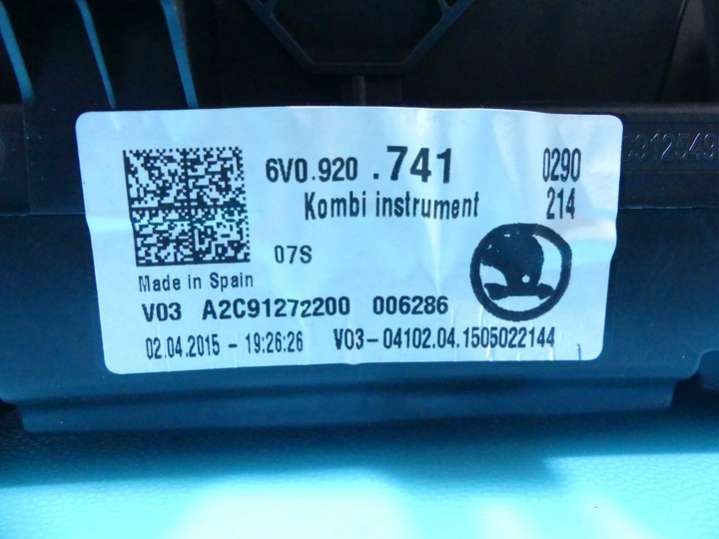 6V0.920 .741 0290
Kombi instrument 214
07S
Made in Spain
V03 A2C91272200 006286
02.04.2015 - 19:26:26 V03-04102.04.1505022144